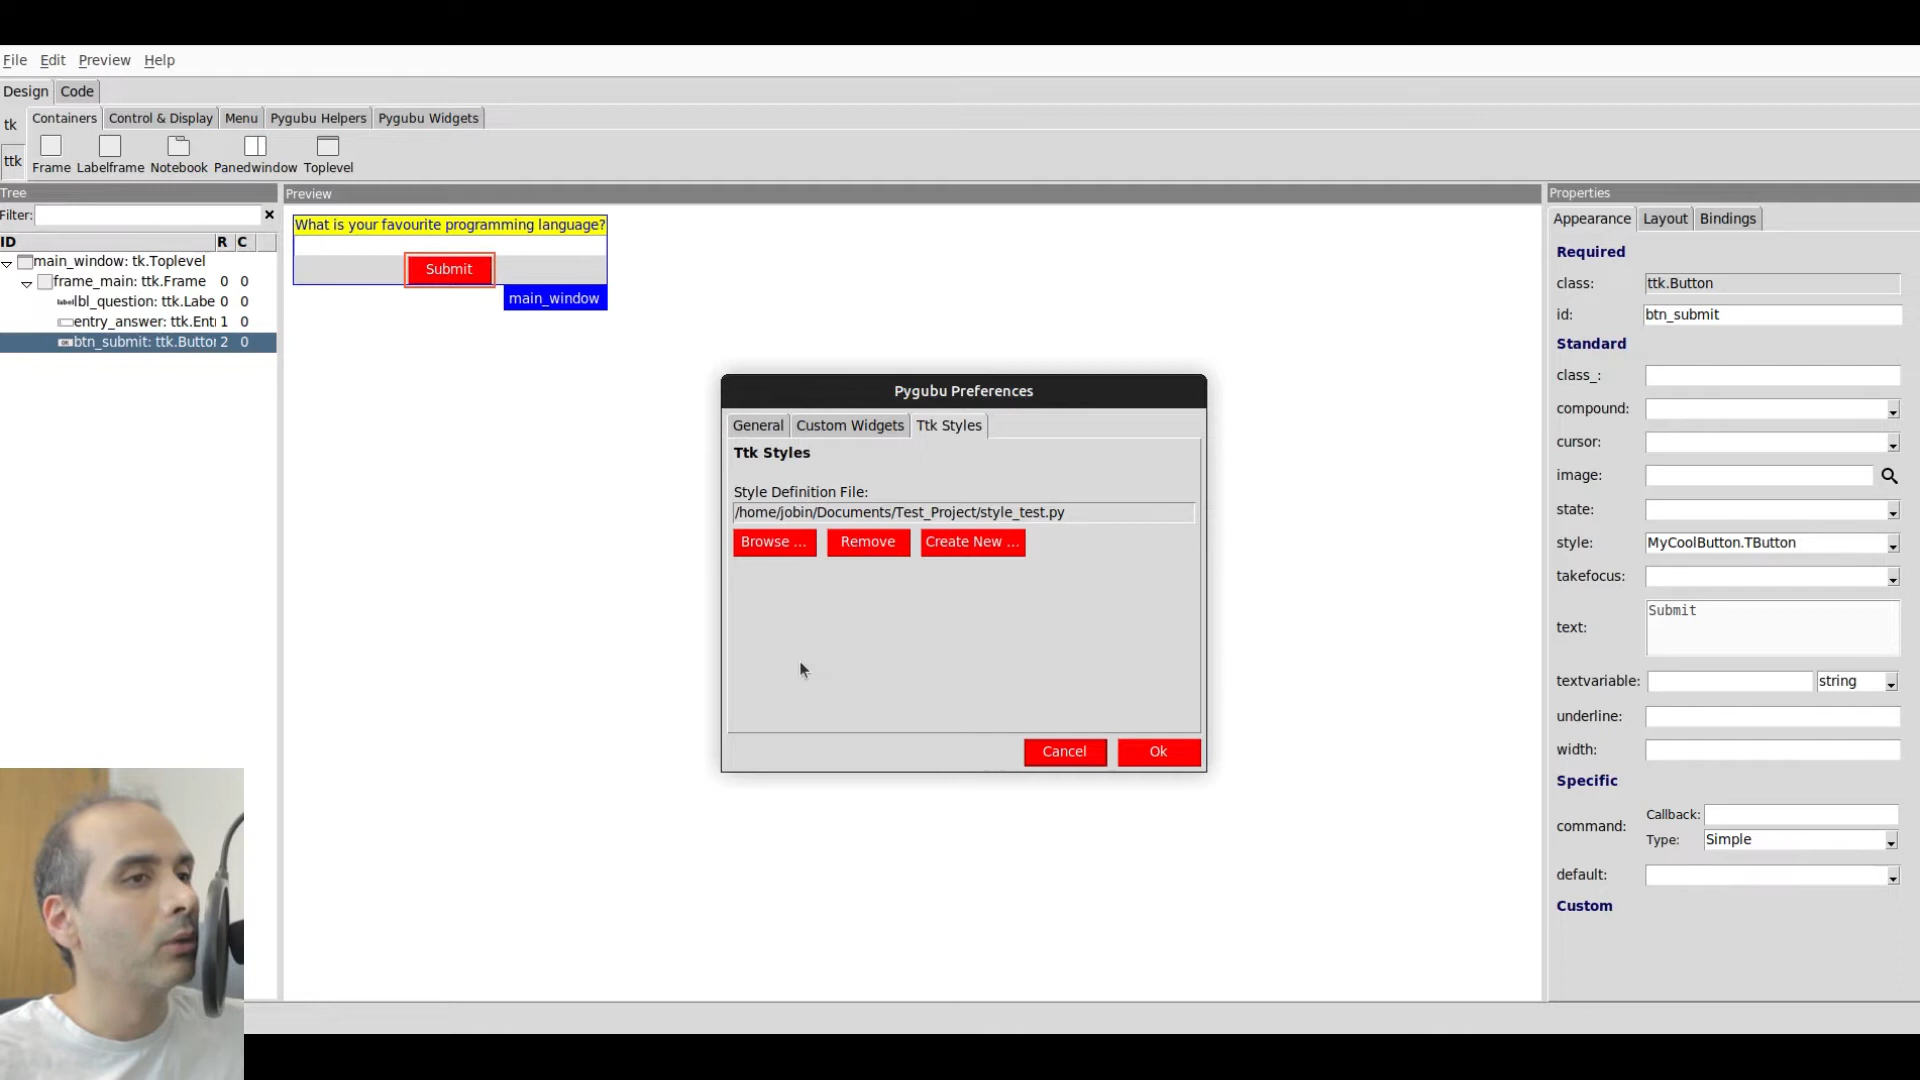 File Edit Preview Help
Design Code
tk
ttk
Containers Control & Display Menu Pygubu Helpers Pygubu Widgets
Frame Labelframe Notebook Panedwindow Toplevel
Tree
Filter:
ID R C
main_window: tk.Toplevel
frame_main: ttk.Frame 0 0
lbl_question: ttk.Labe 0 0
entry_answer: ttk.Ent 1 0
btn_submit: ttk.Butto 2 0
Preview
What is your favourite programming language?
Submit
main_window
Pygubu Preferences
General Custom Widgets Ttk Styles
Ttk Styles
Style Definition File:
/home/jobin/Documents/Test_Project/style_test.py
Browse ... Remove Create New ...
Cancel Ok
Properties
Appearance Layout Bindings
Required
class: ttk.Button
id: btn_submit
Standard
class_:
compound:
cursor:
image:
state:
style: MyCoolButton.TButton
takefocus:
text: Submit
textvariable: string
underline:
width:
Specific
command: Callback:
Type: Simple
default:
Custom